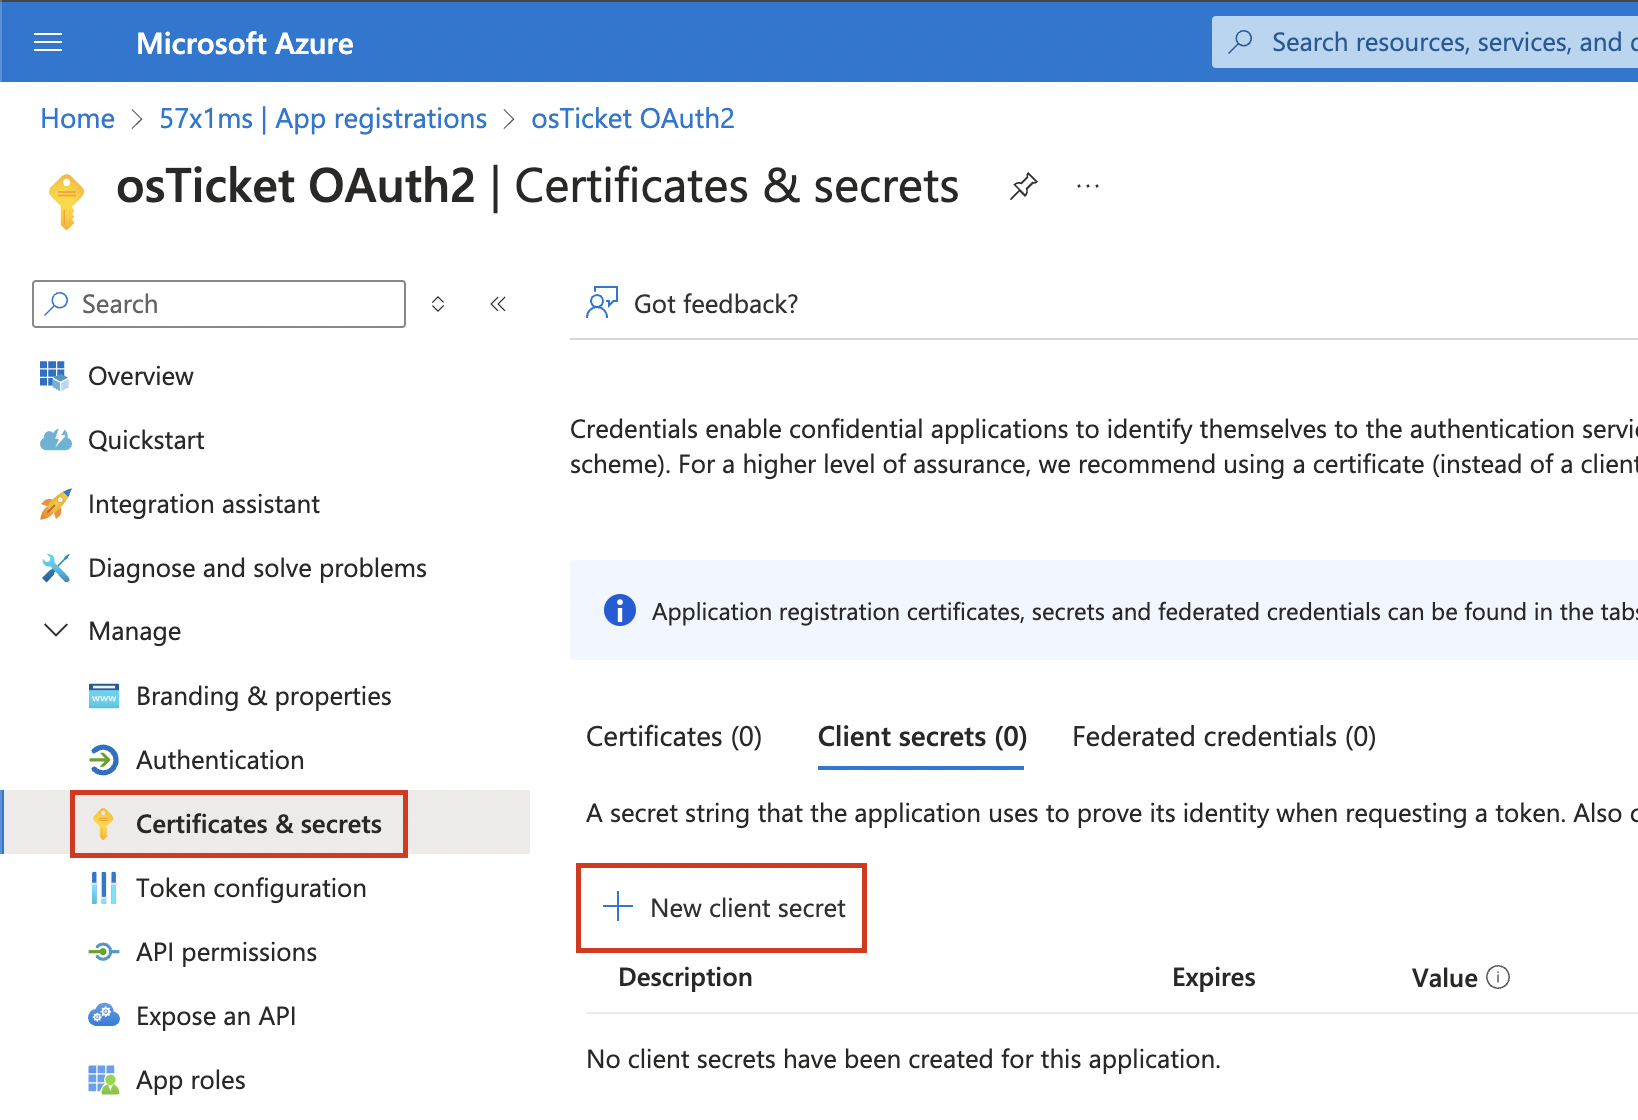 Microsoft Azure
Search resources, services, and
Home > 57x1ms | App registrations > osTicket OAuth2
osTicket OAuth2 | Certificates & secrets
Search
Got feedback?
Overview
Quickstart
Integration assistant
Diagnose and solve problems
Manage
Branding & properties
Authentication
Certificates & secrets
Token configuration
API permissions
Expose an API
App roles
Credentials enable confidential applications to identify themselves to the authentication
scheme). For a higher level of assurance, we recommend using a certificate (instead of a client
Application registration certificates, secrets and federated credentials can be found in the tabs
Certificates (0) Client secrets (0) Federated credentials (0)
A secret string that the application uses to prove its identity when requesting a token. Also
New client secret
Description Expires Value
No client secrets have been created for this application.